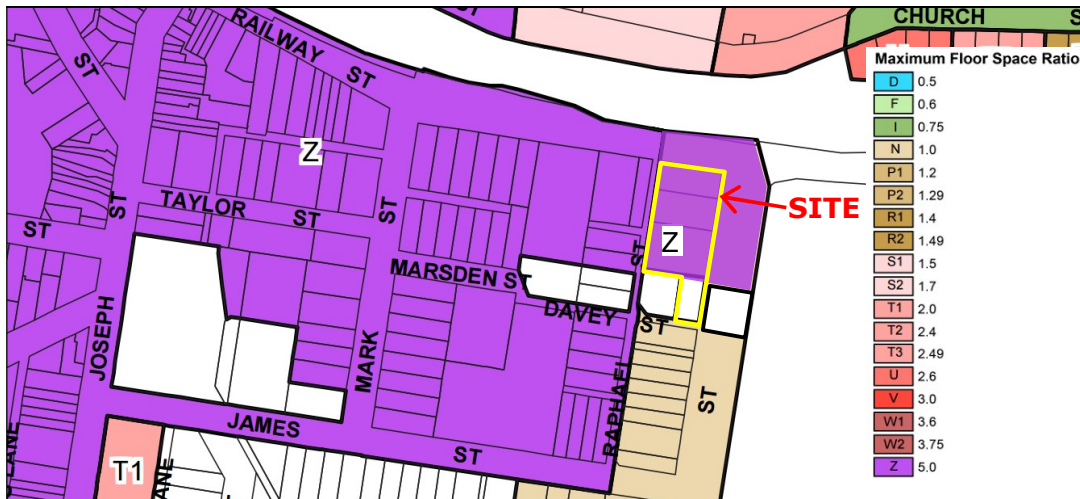 CHURCH
S
RAILWAY
ST
ST
Z
TAYLOR
ST
ST
ST
ST
MARSDEN ST
DAVEY
ST
ST
Z
SITE
JOSEPH
MARK
RAPHAEL
ST
JAMES
ST
LANE
T1
ANE
Maximum Floor Space Ratio
D 0.5
F 0.6
I 0.75
N 1.0
P1 1.2
P2 1.29
R1 1.4
R2 1.49
S1 1.5
S2 1.7
T1 2.0
T2 2.4
T3 2.49
U 2.6
V 3.0
W1 3.6
W2 3.75
Z 5.0